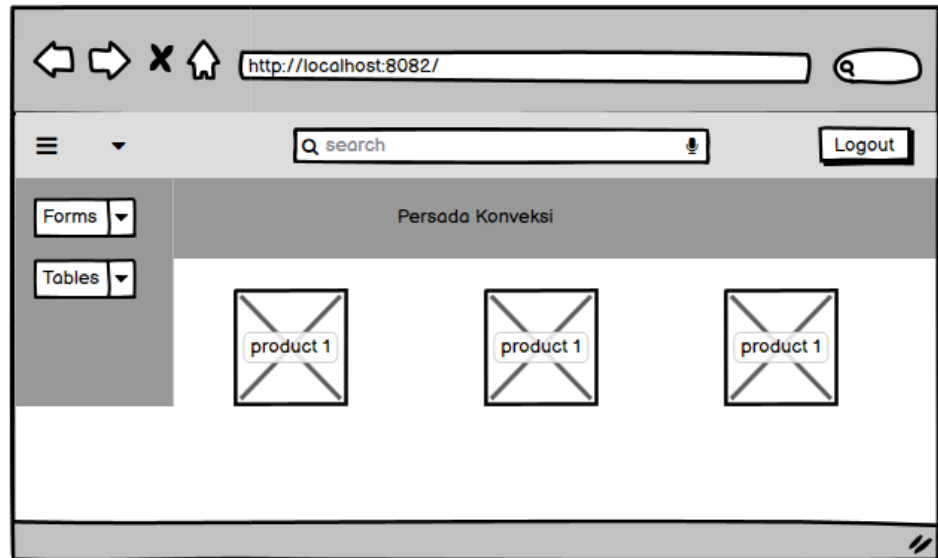 http://localhost:8082/
search
Logout
Forms
Persada Konveksi
Tables
product 1
product 1
product 1